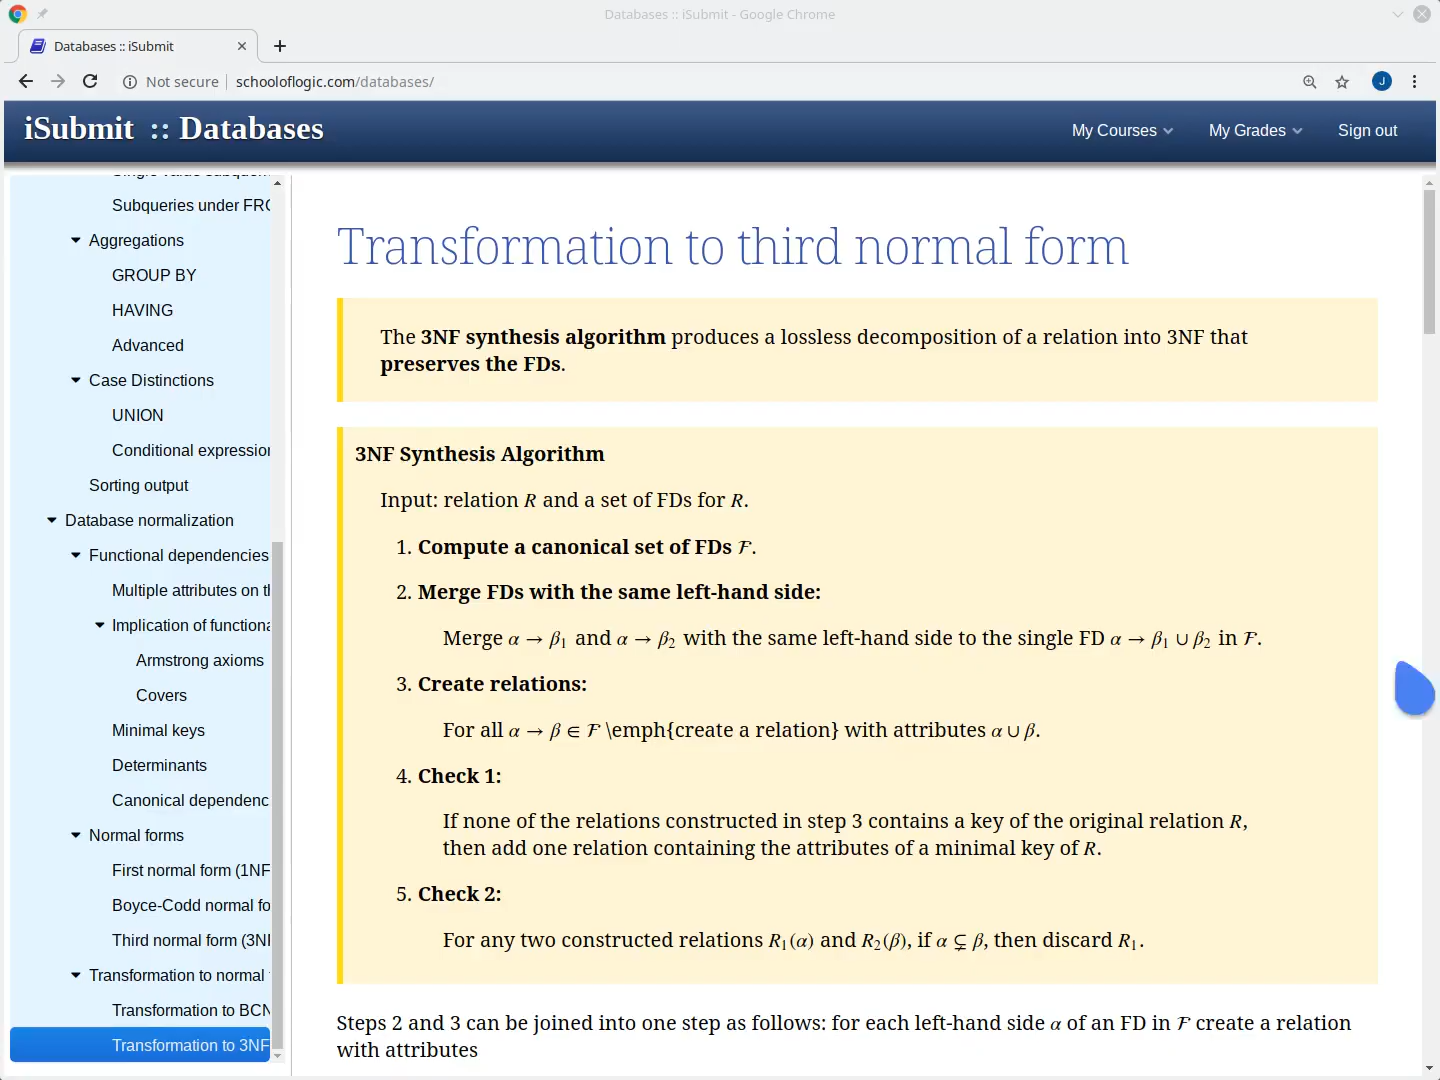 Databases :: iSubmit - Google Chrome
Databases :: iSubmit
Not secure schooloflogic.com/databases/
J
iSubmit :: Databases
My Courses
My Grades
Sign out
Subqueries under FRO
Aggregations
GROUP BY
HAVING
Advanced
Case Distinctions
UNION
Conditional expression
Sorting output
Database normalization
Functional dependencies
Multiple attributes on th
Implication of functiona
Armstrong axioms
Covers
Minimal keys
Determinants
Canonical dependenc
Normal forms
First normal form (1NF
Boyce-Codd normal fo
Third normal form (3NF
Transformation to normal
Transformation to BCN
Transformation to 3NF
Transformation to third normal form
The 3NF synthesis algorithm produces a lossless decomposition of a relation into 3NF that
preserves the FDs.
3NF Synthesis Algorithm
Input: relation R and a set of FDs for R.
1. Compute a canonical set of FDs ℱ.
2. Merge FDs with the same left-hand side:
Merge α → β₁ and α → β₂ with the same left-hand side to the single FD α → β₁ ∪ β₂ in ℱ.
3. Create relations:
For all α → β ∈ ℱ \emph{create a relation} with attributes α ∪ β.
4. Check 1:
If none of the relations constructed in step 3 contains a key of the original relation R,
then add one relation containing the attributes of a minimal key of R.
5. Check 2:
For any two constructed relations R₁(α) and R₂(β), if α ⊊ β, then discard R₁.
Steps 2 and 3 can be joined into one step as follows: for each left-hand side α of an FD in ℱ create a relation
with attributes